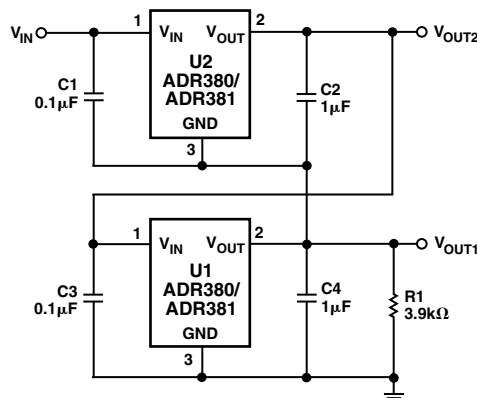 VIN
1
VIN
VOUT
2
VOUT2
U2
ADR380/
ADR381
C1
0.1μF
C2
1μF
GND
3
1
VIN
VOUT
2
VOUT1
U1
ADR380/
ADR381
C3
0.1μF
C4
1μF
R1
3.9kΩ
GND
3